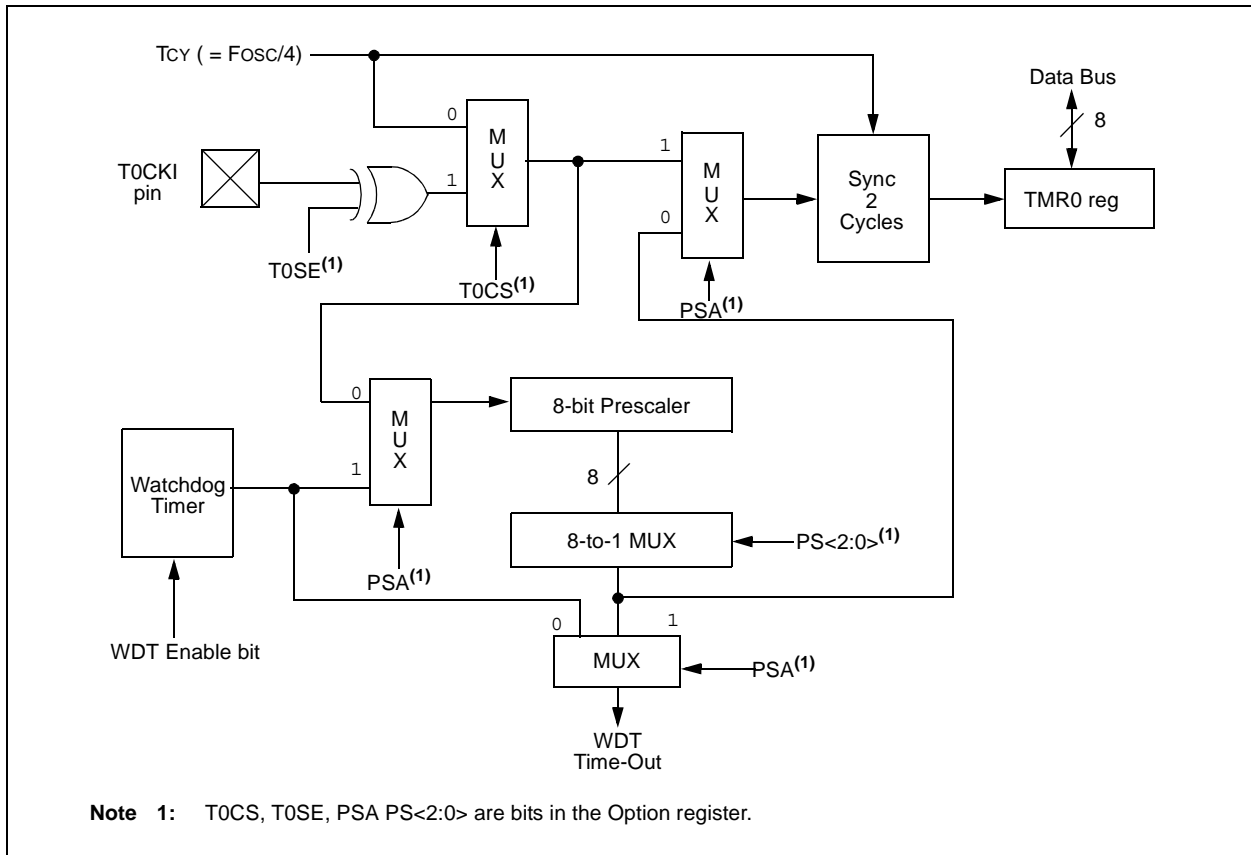 TCY ( = FOSC/4)
Data Bus
8
0
M
U
X
1
T0CKI
pin
T0SE(1)
T0CS(1)
1
M
U
X
0
PSA(1)
Sync
2
Cycles
TMR0 reg
0
M
U
X
1
8-bit Prescaler
8
Watchdog
Timer
8-to-1 MUX
PS<2:0>(1)
PSA(1)
WDT Enable bit
0
1
MUX
PSA(1)
WDT
Time-Out
Note 1: T0CS, T0SE, PSA PS<2:0> are bits in the Option register.